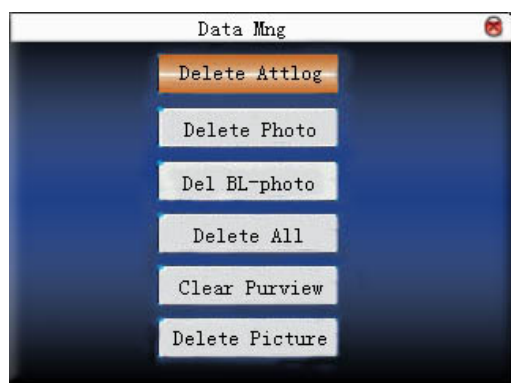 Data Mng
Delete Attlog
Delete Photo
Del BL-photo
Delete All
Clear Purview
Delete Picture